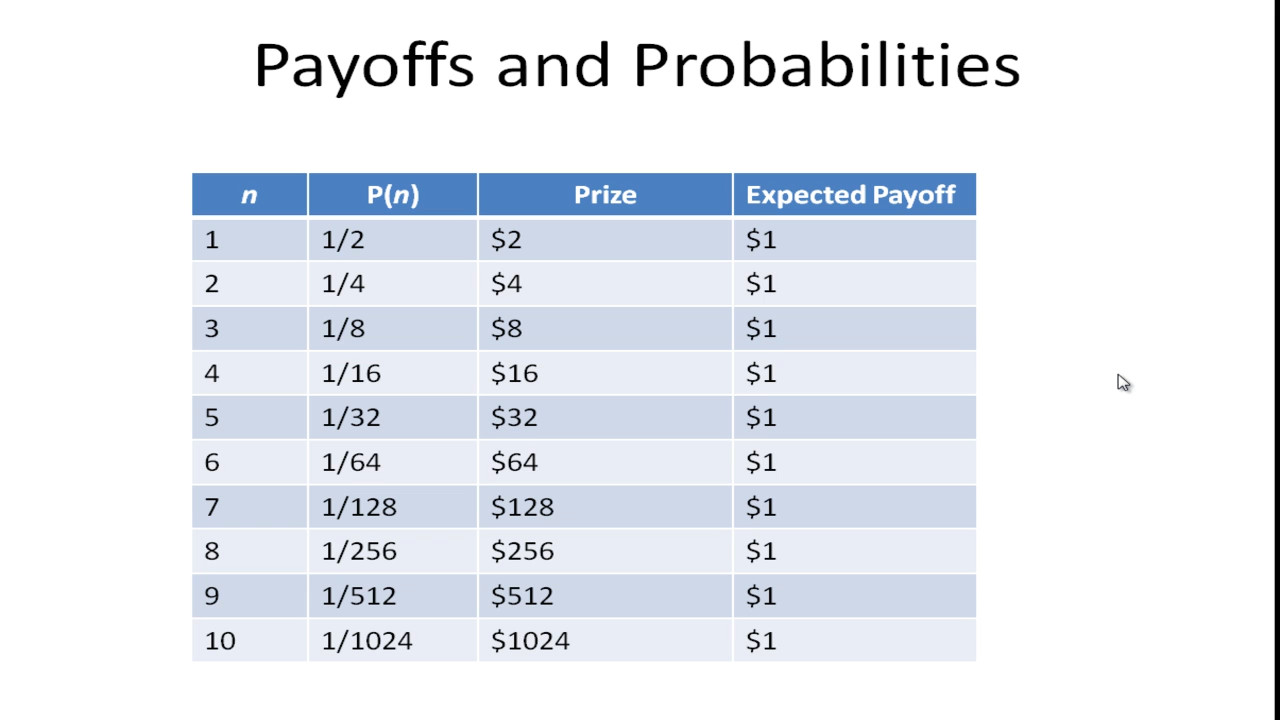 Payoffs and Probabilities
n P(n) Prize Expected Payoff
1 1/2 $2 $1
2 1/4 $4 $1
3 1/8 $8 $1
4 1/16 $16 $1
5 1/32 $32 $1
6 1/64 $64 $1
7 1/128 $128 $1
8 1/256 $256 $1
9 1/512 $512 $1
10 1/1024 $1024 $1